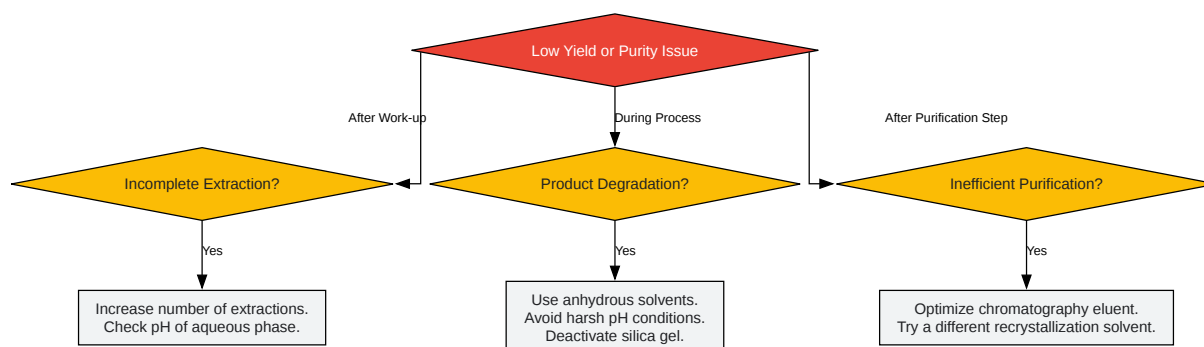 Low Yield or Purity Issue
After Work-up
During Process
After Purification Step
Incomplete Extraction?
Product Degradation?
Inefficient Purification?
Yes
Yes
Yes
Increase number of extractions.
Check pH of aqueous phase.
Use anhydrous solvents.
Avoid harsh pH conditions.
Deactivate silica gel.
Optimize chromatography eluent.
Try a different recrystallization solvent.